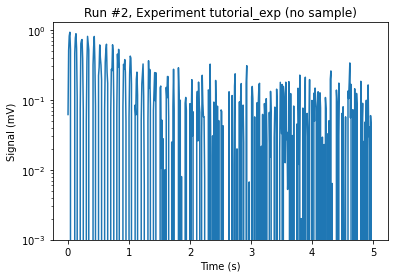 Run #2, Experiment tutorial_exp (no sample)
Signal (mV)
10⁰
10⁻¹
10⁻²
10⁻³
0 1 2 3 4 5
Time (s)